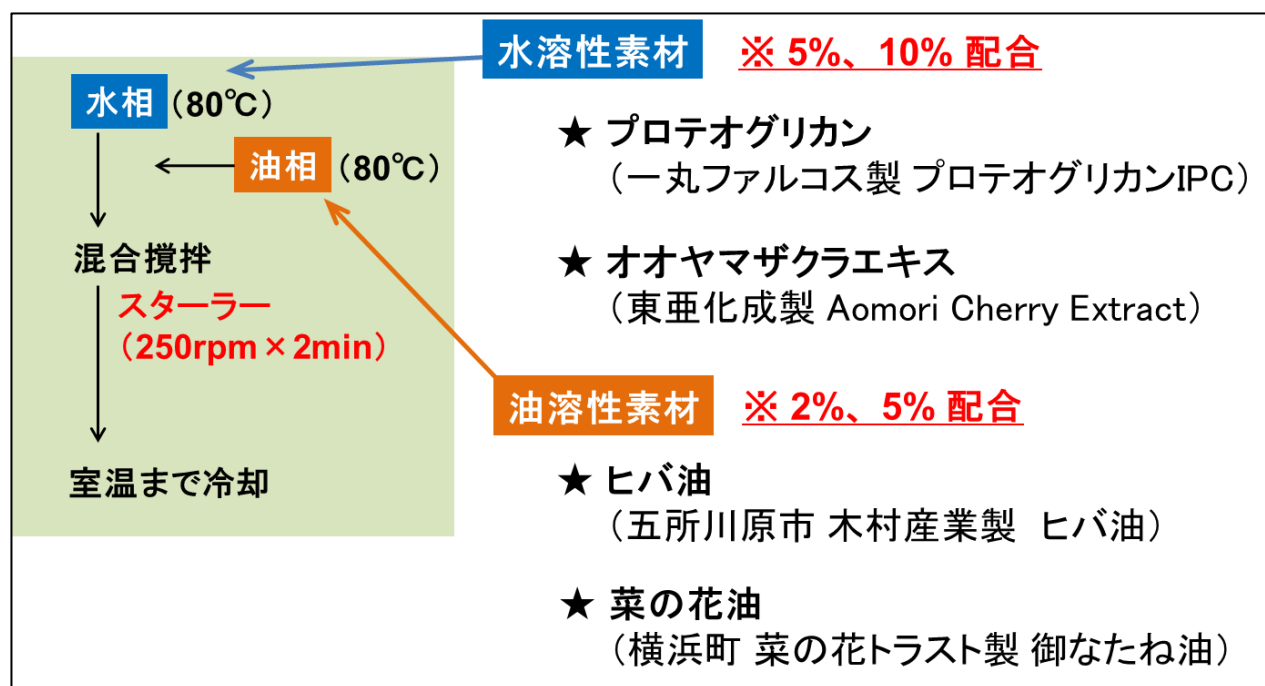 水溶性素材 ※ 5%、10% 配合
水相（80℃）
油相（80℃）
混合撹拌
スターラー
（250rpm×2min）
室温まで冷却
★ プロテオグリカン
（一丸ファルコス製 プロテオグリカンIPC）
★ オオヤマザクラエキス
（東亜化成製 Aomori Cherry Extract）
油溶性素材 ※ 2%、5% 配合
★ ヒバ油
（五所川原市 木村産業製 ヒバ油）
★ 菜の花油
（横浜町 菜の花トラスト製 御なたね油）